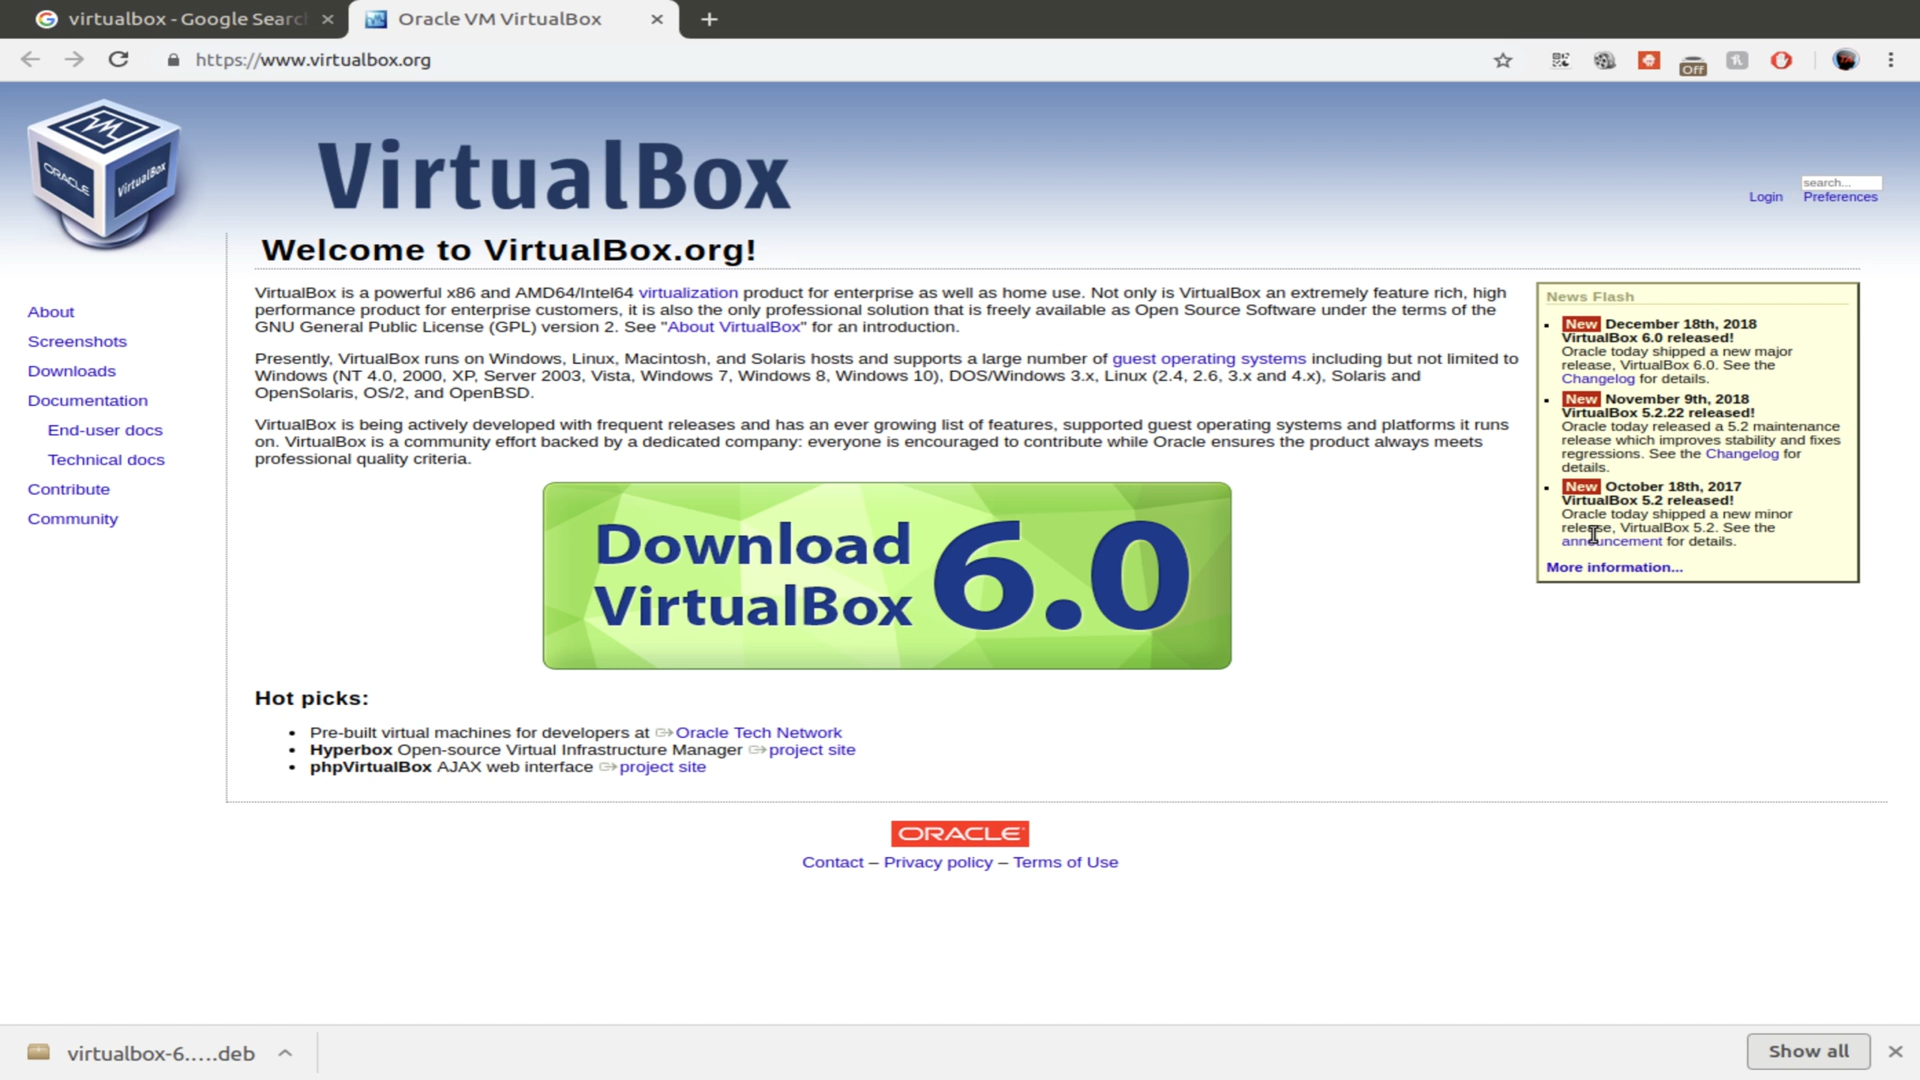 virtualbox - Google Searc
Oracle VM VirtualBox
https://www.virtualbox.org
Off
ORACLE
VirtualBox
VirtualBox
search...
Login
Preferences
Welcome to VirtualBox.org!
About
Screenshots
Downloads
Documentation
End-user docs
Technical docs
Contribute
Community
VirtualBox is a powerful x86 and AMD64/Intel64 virtualization product for enterprise as well as home use. Not only is VirtualBox an extremely feature rich, high
performance product for enterprise customers, it is also the only professional solution that is freely available as Open Source Software under the terms of the
GNU General Public License (GPL) version 2. See "About VirtualBox" for an introduction.
Presently, VirtualBox runs on Windows, Linux, Macintosh, and Solaris hosts and supports a large number of guest operating systems including but not limited to
Windows (NT 4.0, 2000, XP, Server 2003, Vista, Windows 7, Windows 8, Windows 10), DOS/Windows 3.x, Linux (2.4, 2.6, 3.x and 4.x), Solaris and
OpenSolaris, OS/2, and OpenBSD.
VirtualBox is being actively developed with frequent releases and has an ever growing list of features, supported guest operating systems and platforms it runs
on. VirtualBox is a community effort backed by a dedicated company: everyone is encouraged to contribute while Oracle ensures the product always meets
professional quality criteria.
Download
VirtualBox
6.0
News Flash
New December 18th, 2018
VirtualBox 6.0 released!
Oracle today shipped a new major
release, VirtualBox 6.0. See the
Changelog for details.
New November 9th, 2018
VirtualBox 5.2.22 released!
Oracle today released a 5.2 maintenance
release which improves stability and fixes
regressions. See the Changelog for
details.
New October 18th, 2017
VirtualBox 5.2 released!
Oracle today shipped a new minor
release, VirtualBox 5.2. See the
announcement for details.
More information...
Hot picks:
Pre-built virtual machines for developers at Oracle Tech Network
Hyperbox Open-source Virtual Infrastructure Manager project site
phpVirtualBox AJAX web interface project site
ORACLE
Contact – Privacy policy – Terms of Use
virtualbox-6.....deb
Show all